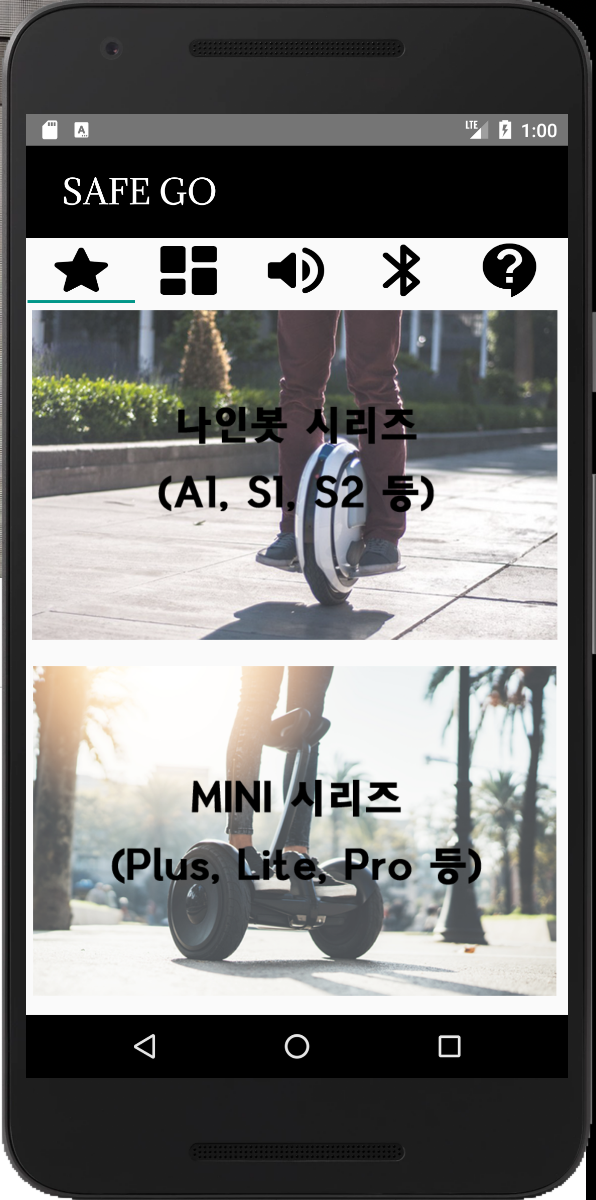 LTE 1:00
SAFE GO
나인봇 시리즈
(A1, S1, S2 등)
MINI 시리즈
(Plus, Lite, Pro 등)